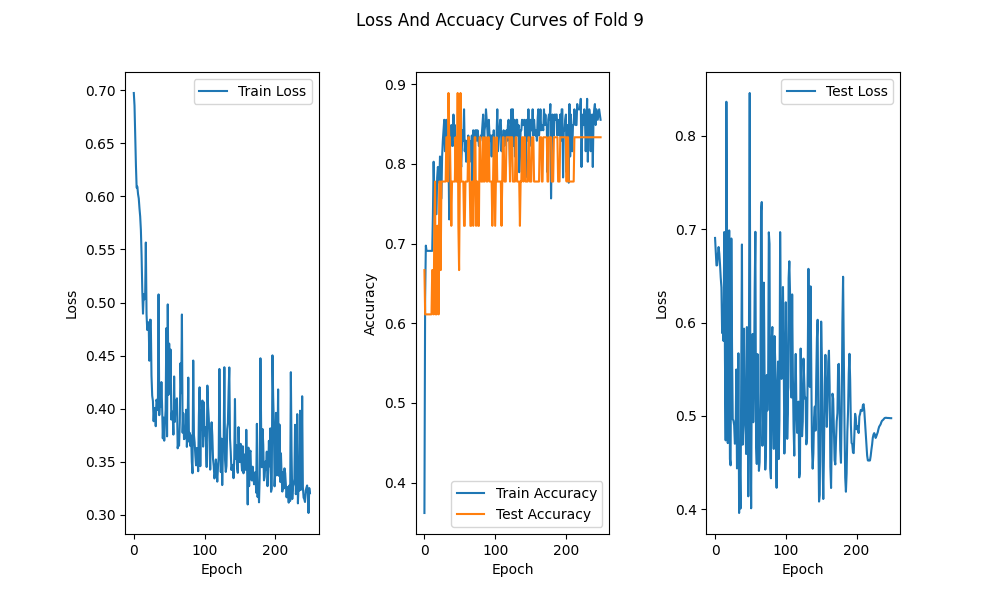 Loss And Accuacy Curves of Fold 9
Loss
0.70
0.65
0.60
0.55
0.50
0.45
0.40
0.35
0.30
Train Loss
0 100 200
Epoch
Accuracy
0.9
0.8
0.7
0.6
0.5
0.4
Train Accuracy
Test Accuracy
0 100 200
Epoch
Loss
0.8
0.7
0.6
0.5
0.4
Test Loss
0 100 200
Epoch